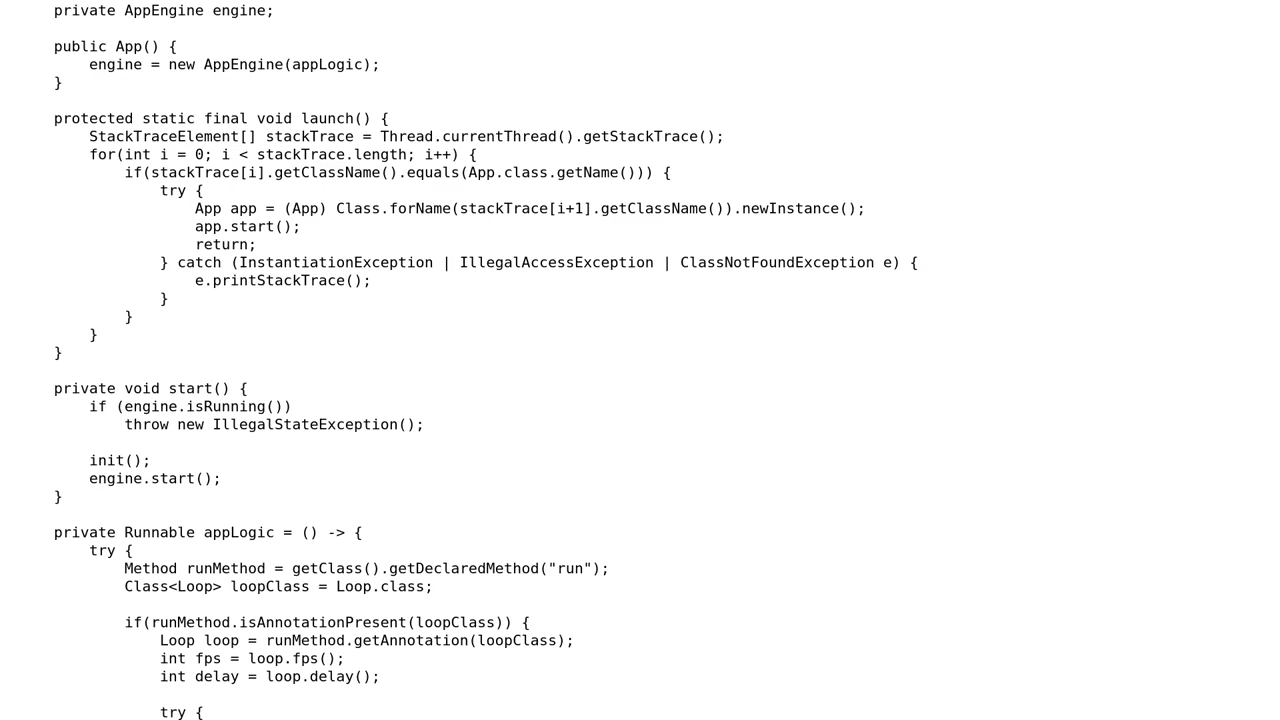 private AppEngine engine;

public App() {
    engine = new AppEngine(appLogic);
}

protected static final void launch() {
    StackTraceElement[] stackTrace = Thread.currentThread().getStackTrace();
    for(int i = 0; i < stackTrace.length; i++) {
        if(stackTrace[i].getClassName().equals(App.class.getName())) {
            try {
                App app = (App) Class.forName(stackTrace[i+1].getClassName()).newInstance();
                app.start();
                return;
            } catch (InstantiationException | IllegalAccessException | ClassNotFoundException e) {
                e.printStackTrace();
            }
        }
    }
}

private void start() {
    if (engine.isRunning())
        throw new IllegalStateException();

    init();
    engine.start();
}

private Runnable appLogic = () -> {
    try {
        Method runMethod = getClass().getDeclaredMethod("run");
        Class<Loop> loopClass = Loop.class;

        if(runMethod.isAnnotationPresent(loopClass)) {
            Loop loop = runMethod.getAnnotation(loopClass);
            int fps = loop.fps();
            int delay = loop.delay();

            try {